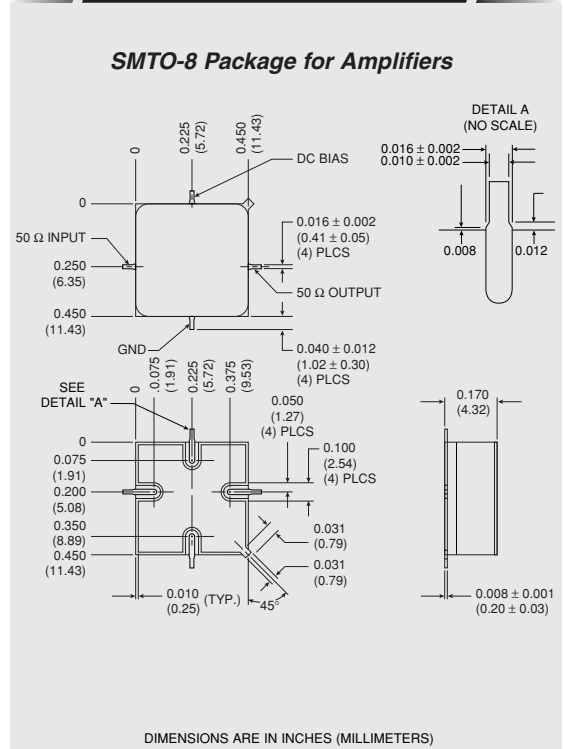 SMTO-8 Package for Amplifiers
DETAIL A
(NO SCALE)
0
0.225
(5.72)
0.450
(11.43)
0.016 ± 0.002
0.010 ± 0.002
DC BIAS
0
0.016 ± 0.002
(0.41 ± 0.05)
(4) PLCS
50 Ω INPUT
0.008
0.012
0.250
(6.35)
50 Ω OUTPUT
0.450
(11.43)
GND
0.040 ± 0.012
(1.02 ± 0.30)
(4) PLCS
SEE
DETAIL "A"
0
.0.075
(1.91)
0.225
(5.72)
0.375
(9.53)
0.050
(1.27)
(4) PLCS
0.170
(4.32)
0
0.075
(1.91)
0.200
(5.08)
0.350
(8.89)
0.450
(11.43)
0.100
(2.54)
(4) PLCS
0.031
(0.79)
0.031
(0.79)
0.010 (TYP.)
(0.25)
45°
0.008 ± 0.001
(0.20 ± 0.03)
DIMENSIONS ARE IN INCHES (MILLIMETERS)